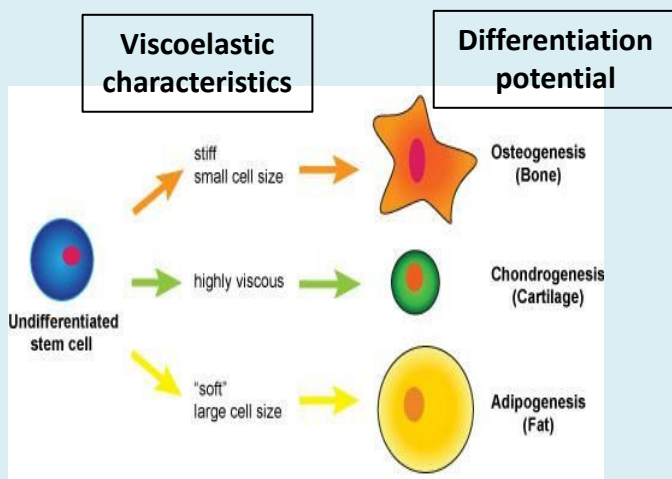 Viscoelastic
characteristics
Differentiation
potential
stiff
small cell size
Osteogenesis
(Bone)
highly viscous
Chondrogenesis
(Cartilage)
Undifferentiated
stem cell
"soft"
large cell size
Adipogenesis
(Fat)